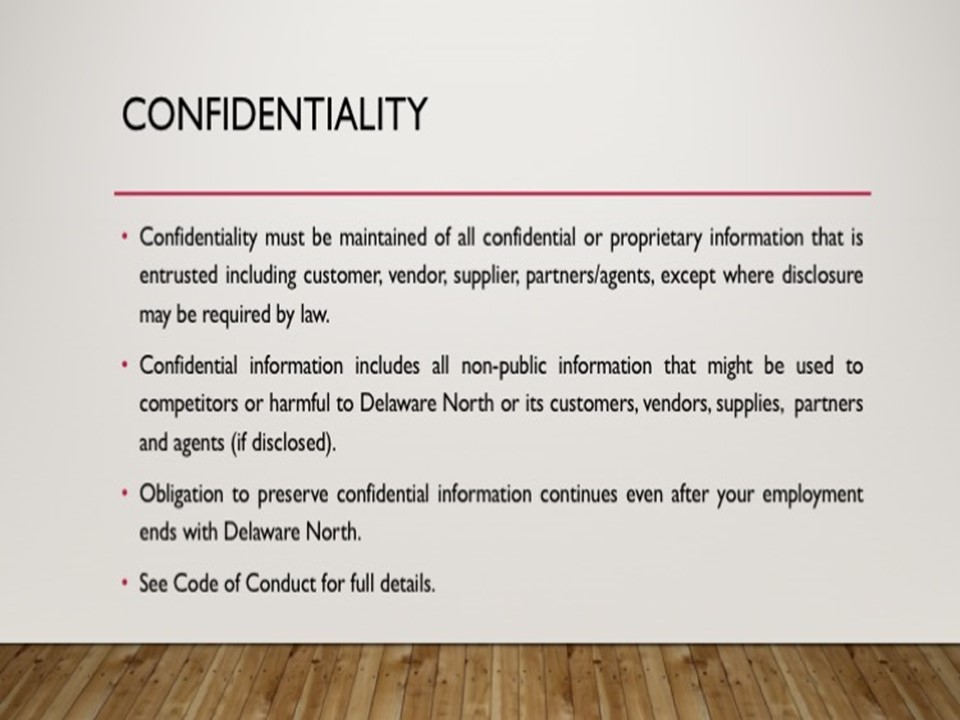 CONFIDENTIALITY
• Confidentiality must be maintained of all confidential or proprietary information that is
entrusted including customer, vendor, supplier, partners/agents, except where disclosure
may be required by law.
• Confidential information includes all non-public information that might be used to
competitors or harmful to Delaware North or its customers, vendors, supplies, partners
and agents (if disclosed).
• Obligation to preserve confidential information continues even after your employment
ends with Delaware North.
• See Code of Conduct for full details.